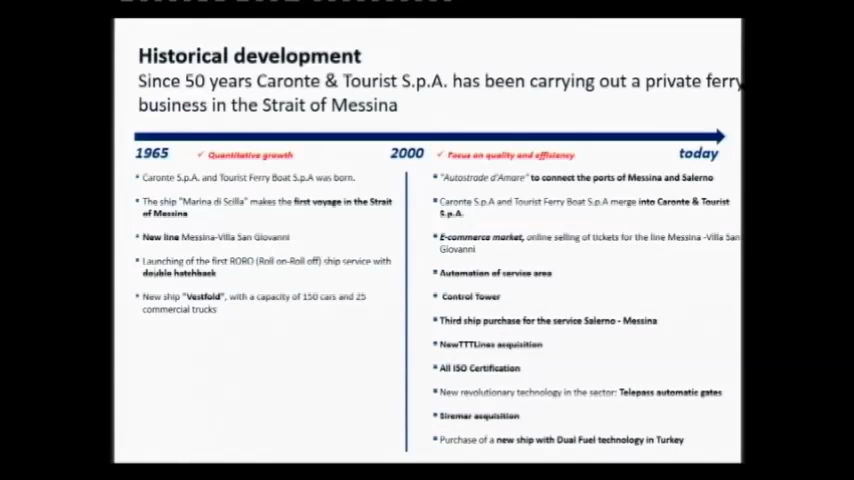 Historical development
Since 50 years Caronte & Tourist S.p.A. has been carrying out a private ferry
business in the Strait of Messina
1965
✓ Quantitative growth
2000
✓ Focus on quality and efficiency
today
▪ Caronte S.p.A. and Tourist Ferry Boat S.p.A was born.
▪ The ship "Marina di Scilla" makes the first voyage in the Strait
of Messina
▪ New line Messina-Villa San Giovanni
▪ Launching of the first RORO (Roll on-Roll off) ship service with
double hatchback
▪ New ship "Vestfold", with a capacity of 150 cars and 25
commercial trucks
▪ "Autostrade d'Amare" to connect the ports of Messina and Salerno
▪ Caronte S.p.A and Tourist Ferry Boat S.p.A merge into Caronte & Tourist
S.p.A.
▪ E-commerce market, online selling of tickets for the line Messina -Villa San
Giovanni
▪ Automation of service area
▪ Control Tower
▪ Third ship purchase for the service Salerno - Messina
▪ NewTTTLines acquisition
▪ All ISO Certification
▪ New revolutionary technology in the sector: Telepass automatic gates
▪ Siremar acquisition
▪ Purchase of a new ship with Dual Fuel technology in Turkey